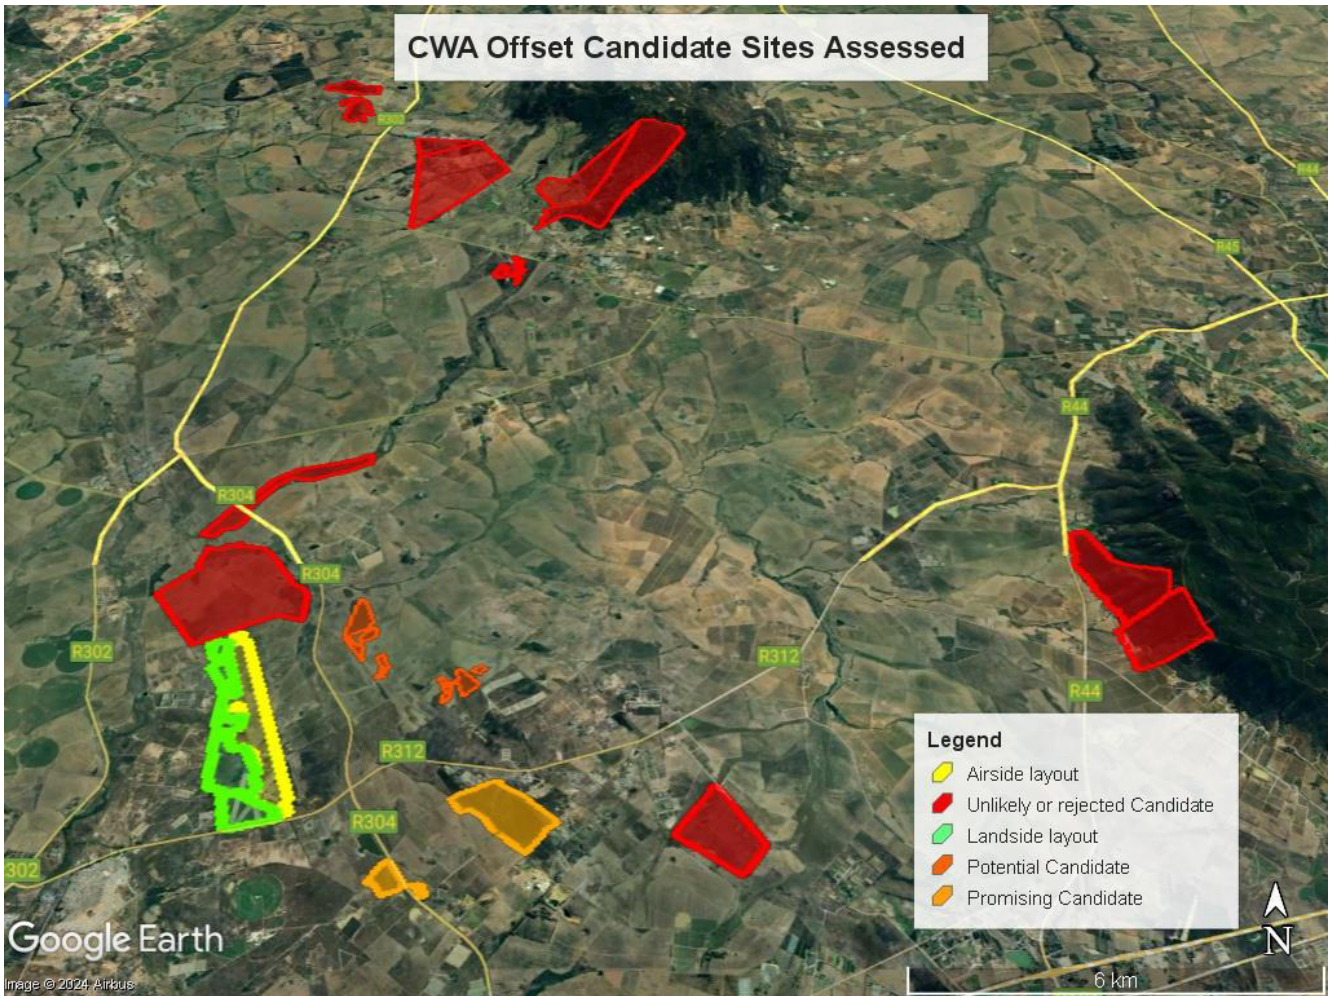 CWA Offset Candidate Sites Assessed
R302
R44
R45
R44
R304
R304
R302
R312
R44
R312
R304
302
Legend
Airside layout
Unlikely or rejected Candidate
Landside layout
Potential Candidate
Promising Candidate
N
6 km
Google Earth
Image © 2024 Airbus